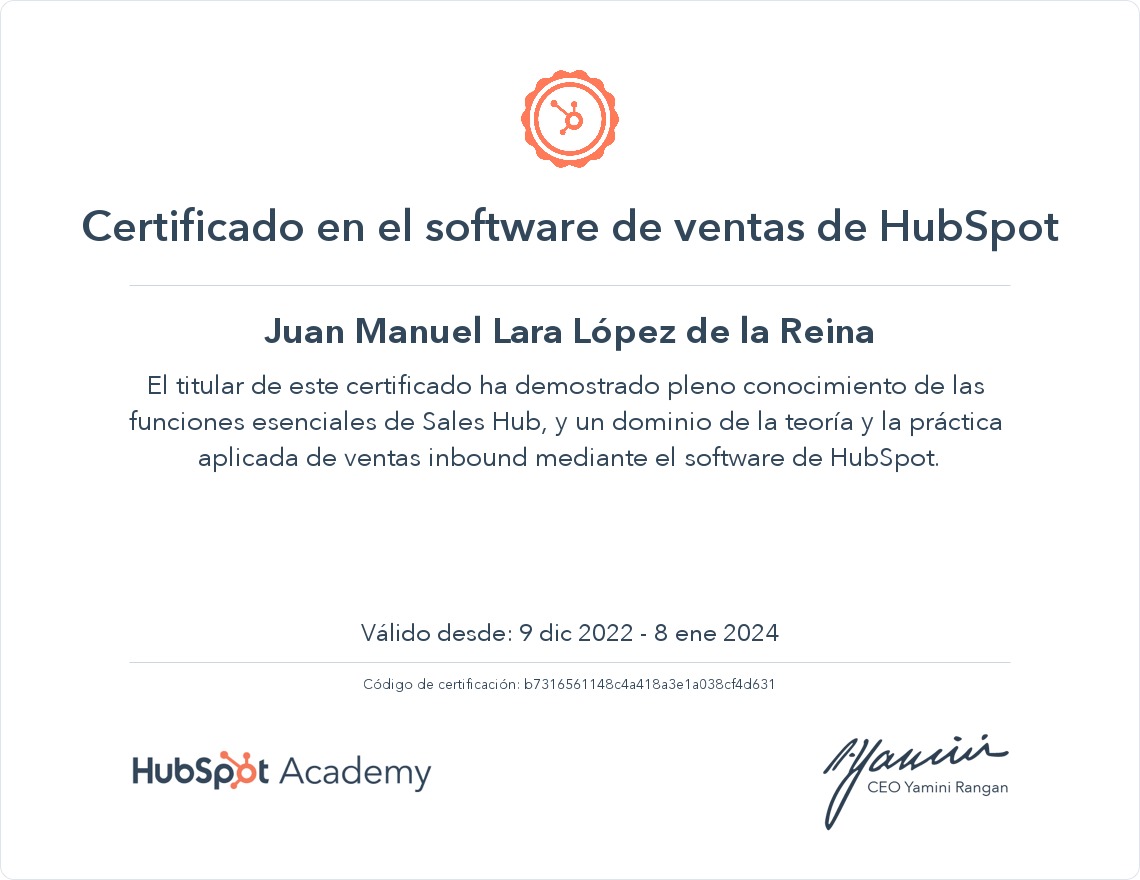 Certificado en el software de ventas de HubSpot
Juan Manuel Lara López de la Reina
El titular de este certificado ha demostrado pleno conocimiento de las
funciones esenciales de Sales Hub, y un dominio de la teoría y la práctica
aplicada de ventas inbound mediante el software de HubSpot.
Válido desde: 9 dic 2022 - 8 ene 2024
Código de certificación: b7316561148c4a418a3e1a038cf4d631
HubSpot Academy
Yamini
CEO Yamini Rangan